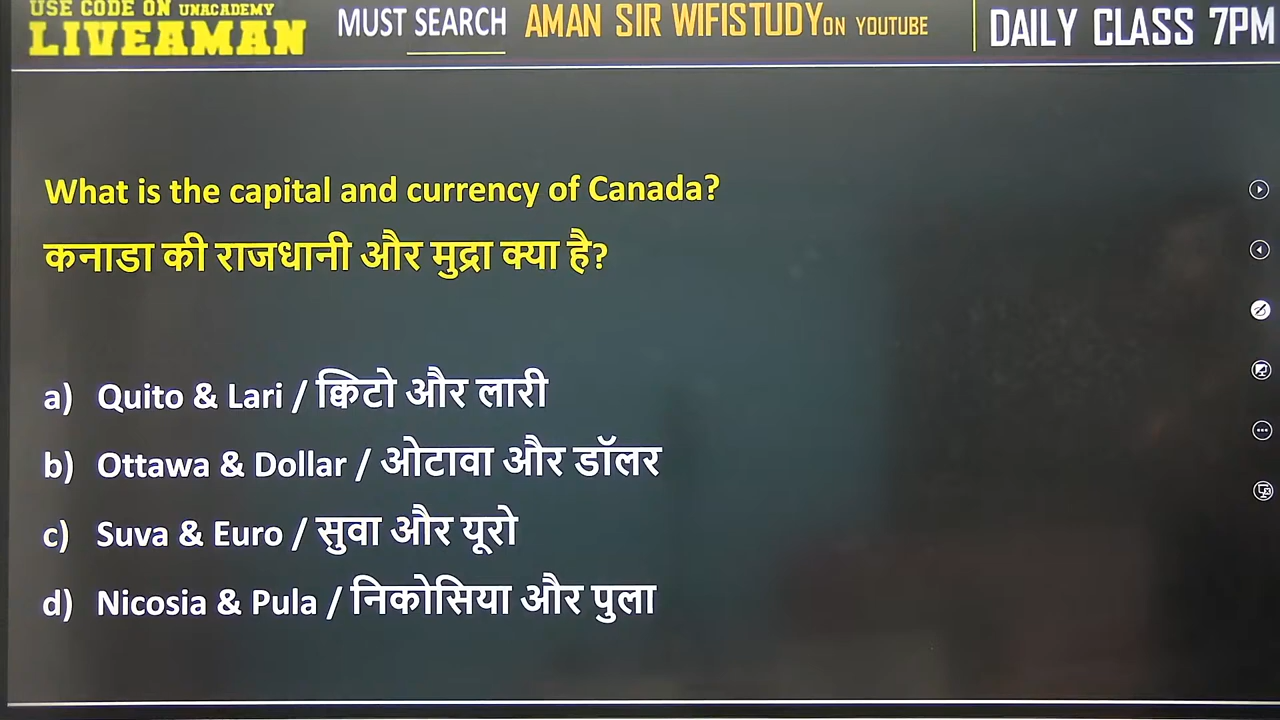 USE CODE ON UNACADEMY
LIVEAMAN
MUST SEARCH AMAN SIR WIFISTUDY ON YOUTUBE
DAILY CLASS 7PM
What is the capital and currency of Canada?
कनाडा की राजधानी और मुद्रा क्या है?
a) Quito & Lari / क्विटो और लारी
b) Ottawa & Dollar / ओटावा और डॉलर
c) Suva & Euro / सुवा और यूरो
d) Nicosia & Pula / निकोसिया और पुला